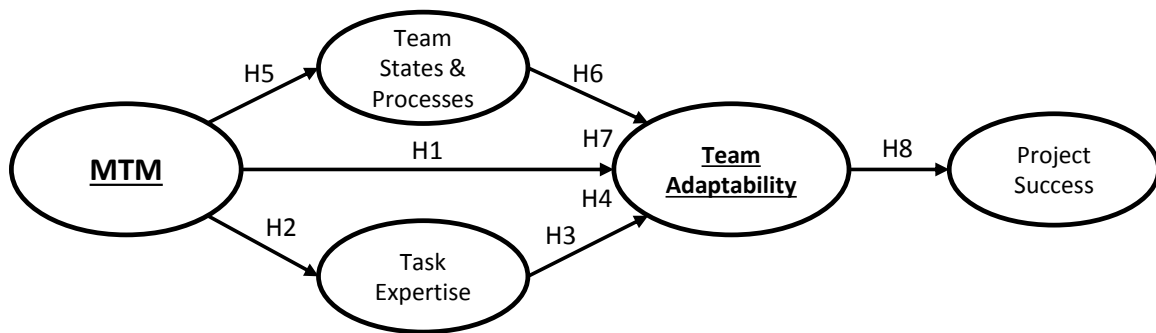 Team
States &
Processes
H5
H6
H7
MTM
H1
Team
Adaptability
H8
Project
Success
H4
H2
H3
Task
Expertise